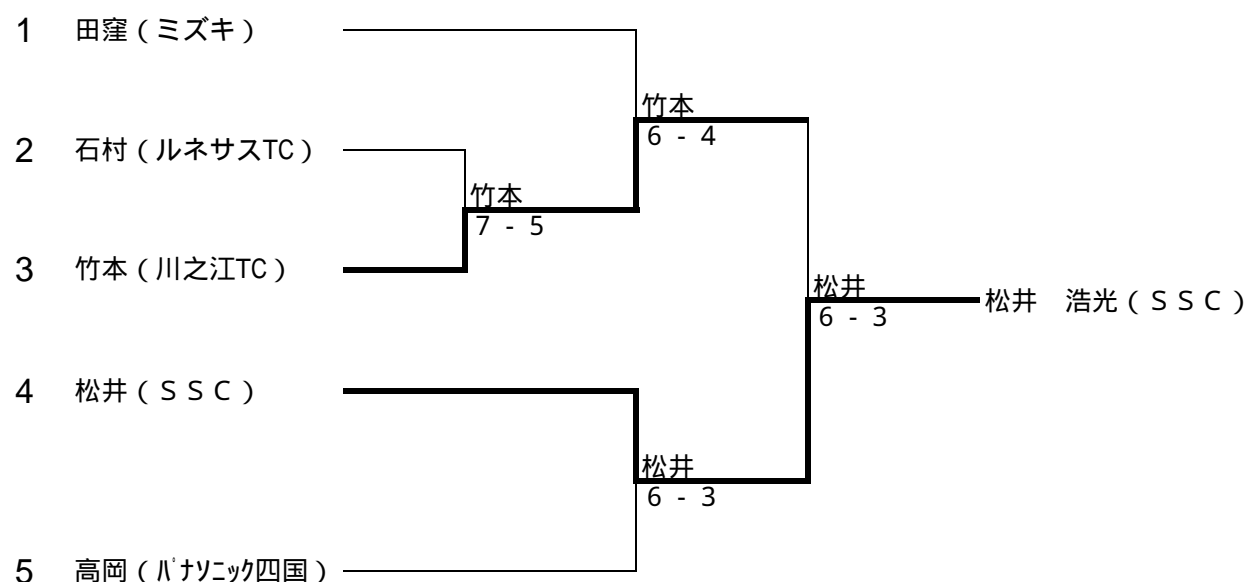 1 田窪（ミズキ）
竹本
6 - 4
2 石村（ルネサスTC）
竹本
7 - 5
3 竹本（川之江TC）
松井
6 - 3
松井　浩光（ＳＳＣ）
4 松井（ＳＳＣ）
松井
6 - 3
5 高岡（ﾊﾟﾅｿﾆｯｸ四国）